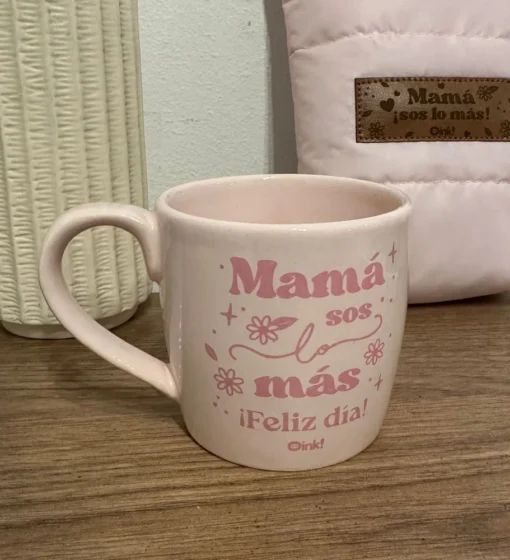 Mamá
¡sos lo más!
Oink!
Mamá
sos
lo
más
¡Feliz día!
Oink!